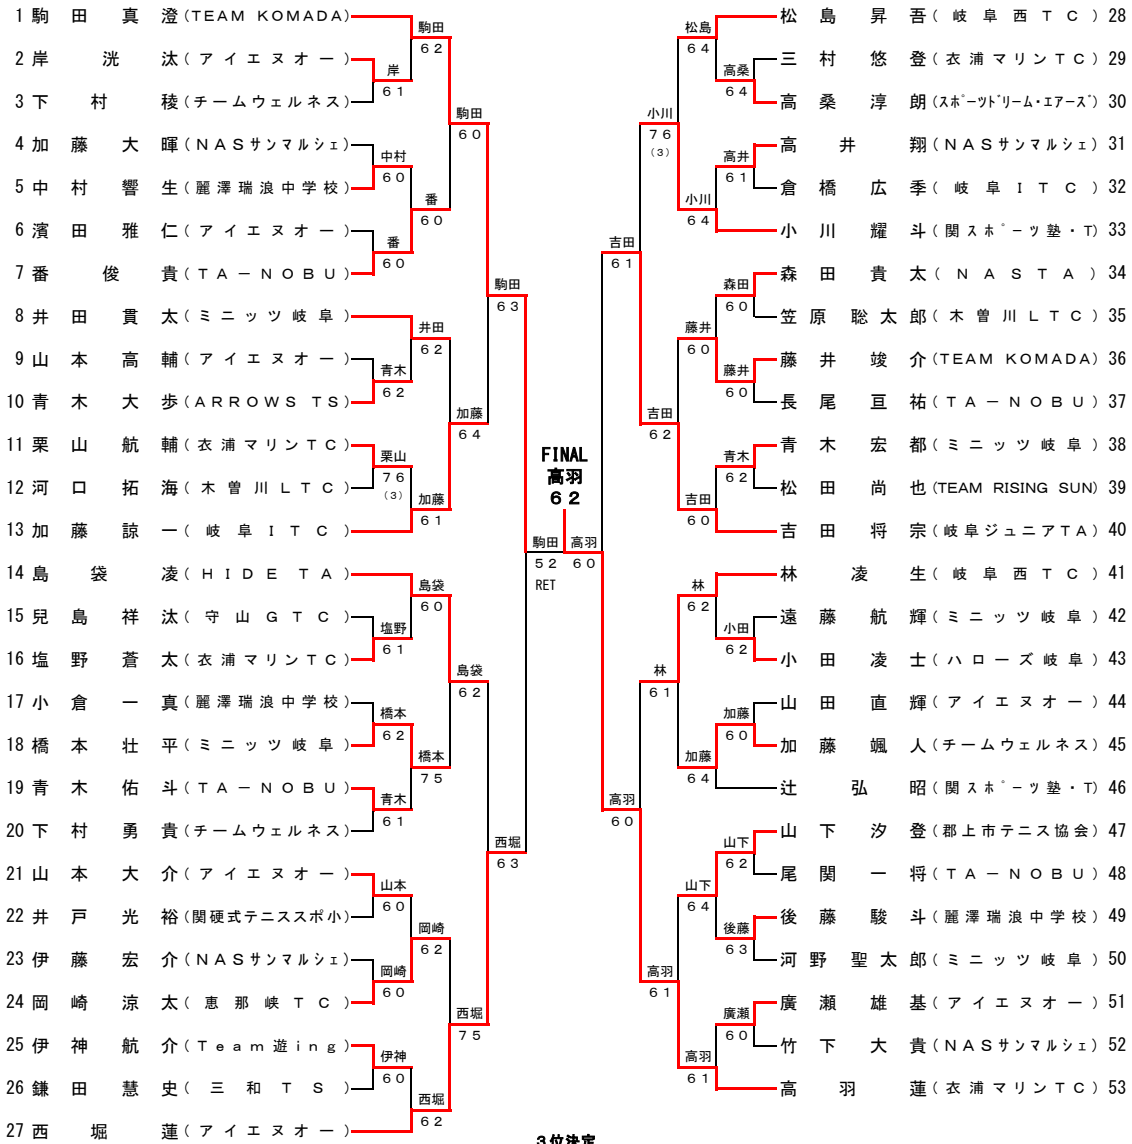 1 駒田真澄(TEAM KOMADA)
2 岸洸汰(アイエヌオー)
3 下村稜(チームウェルネス)
4 加藤大暉(NASサンマルシェ)
5 中村響生(麗澤瑞浪中学校)
6 濱田雅仁(アイエヌオー)
7 番俊貴(TA-NOBU)
8 井田貫太(ミニッツ岐阜)
9 山本高輔(アイエヌオー)
10 青木大歩(ARROWS TS)
11 栗山航輔(衣浦マリンTC)
12 河口拓海(木曽川LTC)
13 加藤諒一(岐阜ITC)
14 島袋凌(HIDE TA)
15 兒島祥汰(守山GTC)
16 塩野蒼太(衣浦マリンTC)
17 小倉一真(麗澤瑞浪中学校)
18 橋本壮平(ミニッツ岐阜)
19 青木佑斗(TA-NOBU)
20 下村勇貴(チームウェルネス)
21 山本大介(アイエヌオー)
22 井戸光裕(関硬式テニススポ小)
23 伊藤宏介(NASサンマルシェ)
24 岡崎涼太(恵那峡TC)
25 伊神航介(Team遊ing)
26 鎌田慧史(三和TS)
27 西堀蓮(アイエヌオー)
岸
61
中村
60
番
60
青木
62
栗山
76
(3)
塩野
61
橋本
62
青木
61
山本
60
岡崎
60
伊神
60
駒田
62
番
60
井田
62
加藤
61
島袋
60
橋本
75
岡崎
62
西堀
62
駒田
60
加藤
64
島袋
62
西堀
75
駒田
63
西堀
63
駒田
52
RET
FINAL
高羽
62
高羽
60
吉田
61
高羽
60
小川
76
(3)
吉田
62
林
61
高羽
61
松島
64
小川
64
藤井
60
吉田
60
林
62
加藤
64
山下
64
高羽
61
高桑
64
高井
61
森田
60
藤井
60
青木
62
小田
62
加藤
60
山下
62
後藤
63
廣瀬
60
松島昇吾(岐阜西TC) 28
三村悠登(衣浦マリンTC) 29
高桑淳朗(スポーツドリーム・エアーズ) 30
高井翔(NASサンマルシェ) 31
倉橋広季(岐阜ITC) 32
小川耀斗(関スポーツ塾・T) 33
森田貴太(NASTA) 34
笠原聡太郎(木曽川LTC) 35
藤井竣介(TEAM KOMADA) 36
長尾亘祐(TA-NOBU) 37
青木宏都(ミニッツ岐阜) 38
松田尚也(TEAM RISING SUN) 39
吉田将宗(岐阜ジュニアTA) 40
林凌生(岐阜西TC) 41
遠藤航輝(ミニッツ岐阜) 42
小田凌士(ハローズ岐阜) 43
山田直輝(アイエヌオー) 44
加藤颯人(チームウェルネス) 45
辻弘昭(関スポーツ塾・T) 46
山下汐登(郡上市テニス協会) 47
尾関一将(TA-NOBU) 48
後藤駿斗(麗澤瑞浪中学校) 49
河野聖太郎(ミニッツ岐阜) 50
廣瀬雄基(アイエヌオー) 51
竹下大貴(NASサンマルシェ) 52
高羽蓮(衣浦マリンTC) 53
3位決定